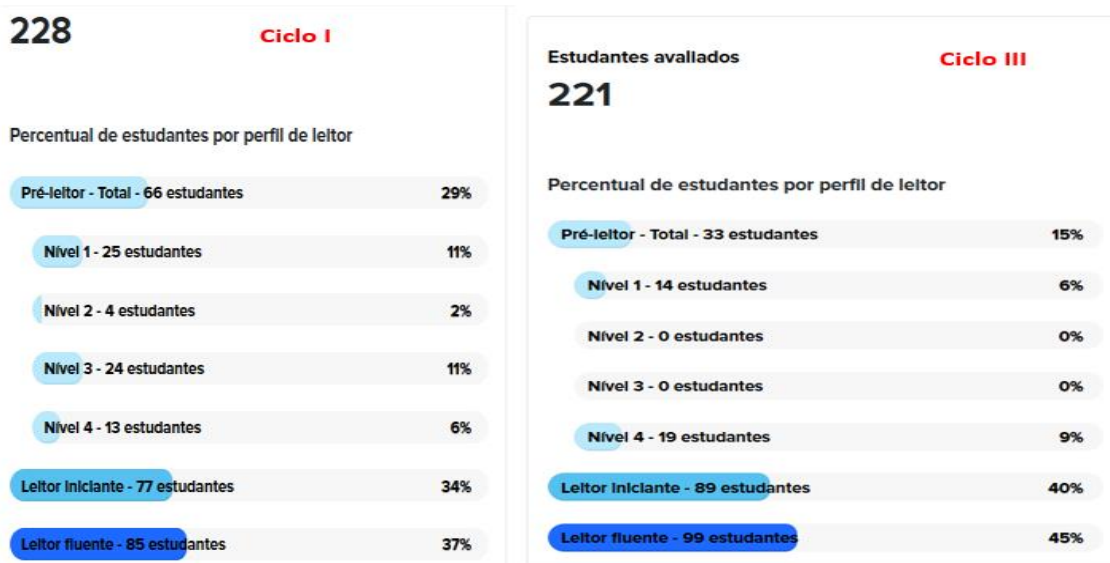 228
Ciclo I
Percentual de estudantes por perfil de leitor
Pré-leitor - Total - 66 estudantes 29%
Nível 1 - 25 estudantes 11%
Nível 2 - 4 estudantes 2%
Nível 3 - 24 estudantes 11%
Nível 4 - 13 estudantes 6%
Leitor Iniciante - 77 estudantes 34%
Leitor fluente - 85 estudantes 37%
Estudantes avaliados
Ciclo III
221
Percentual de estudantes por perfil de leitor
Pré-leitor - Total - 33 estudantes 15%
Nível 1 - 14 estudantes 6%
Nível 2 - 0 estudantes 0%
Nível 3 - 0 estudantes 0%
Nível 4 - 19 estudantes 9%
Leitor Iniciante - 89 estudantes 40%
Leitor fluente - 99 estudantes 45%